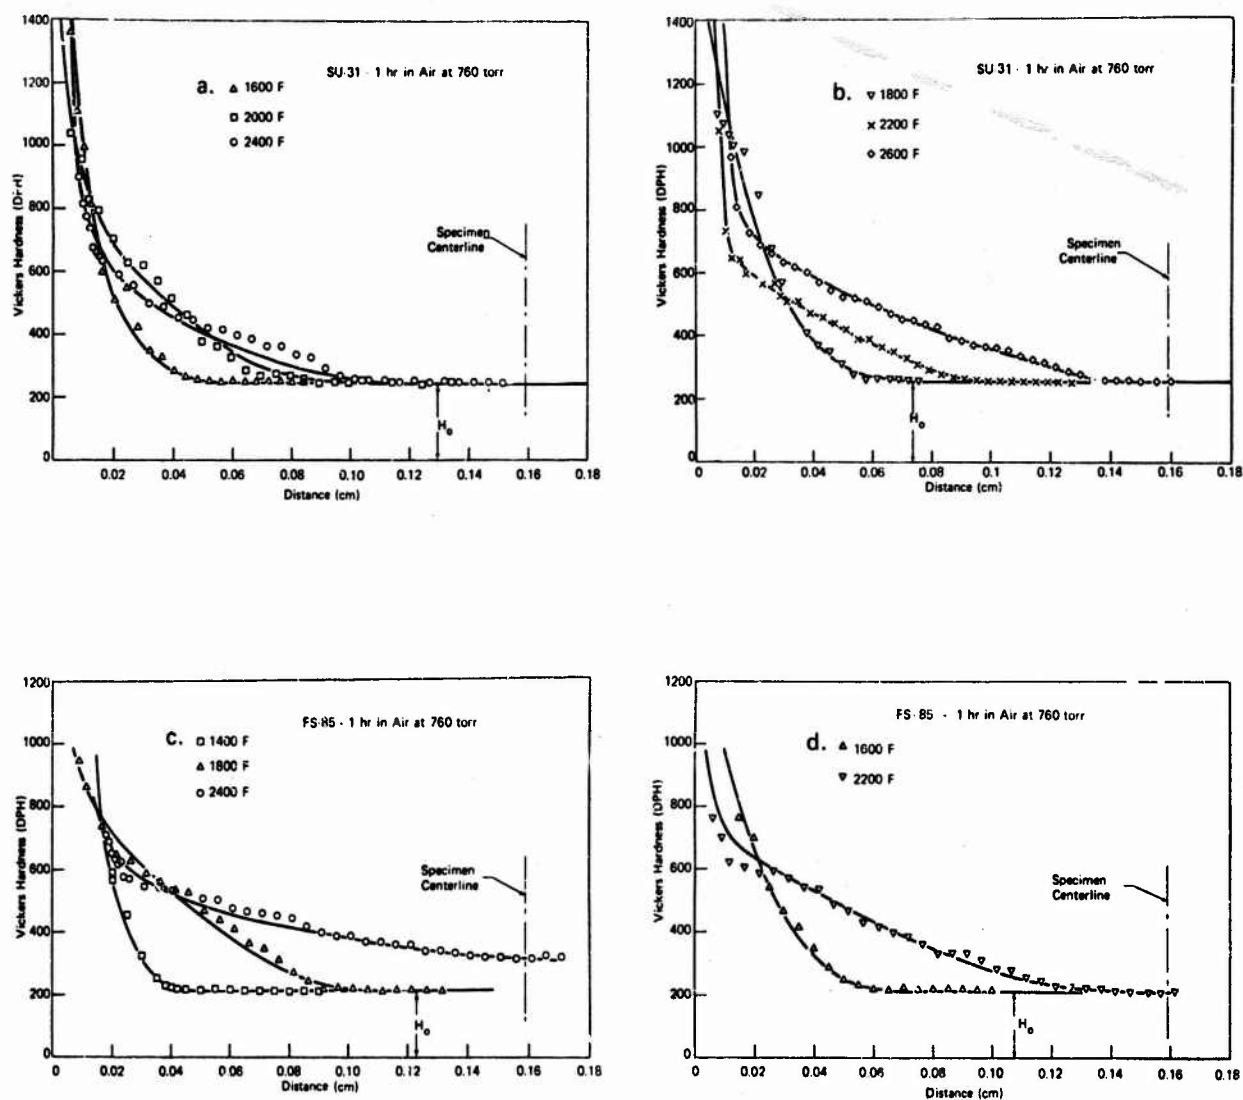 1400
1200
1000
800
600
400
200
0
Vickers Hardness (DPH)
SU-31 - 1 hr in Air at 760 torr
a.
1600 F
2000 F
2400 F
Specimen
Centerline
H₀
0.02 0.04 0.06 0.08 0.10 0.12 0.14 0.16 0.18
Distance (cm)
1400
1200
1000
800
600
400
200
0
Vickers Hardness (DPH)
SU-31 - 1 hr in Air at 760 torr
b.
1800 F
2200 F
2600 F
Specimen
Centerline
H₀
0 0.02 0.04 0.06 0.08 0.1 0.12 0.14 0.16 0.18
Distance (cm)
1200
1000
800
600
400
200
0
Vickers Hardness (DPH)
FS-85 - 1 hr in Air at 760 torr
c.
1400 F
1800 F
2400 F
Specimen
Centerline
H₀
0 0.02 0.04 0.06 0.08 0.10 0.12 0.14 0.16 0.18
Distance (cm)
1200
1000
800
600
400
200
0
Vickers Hardness (DPH)
FS-85 - 1 hr in Air at 760 torr
d.
1600 F
2200 F
Specimen
Centerline
H₀
0 0.02 0.04 0.06 0.08 0.10 0.12 0.14 0.16 0.18
Distance (cm)